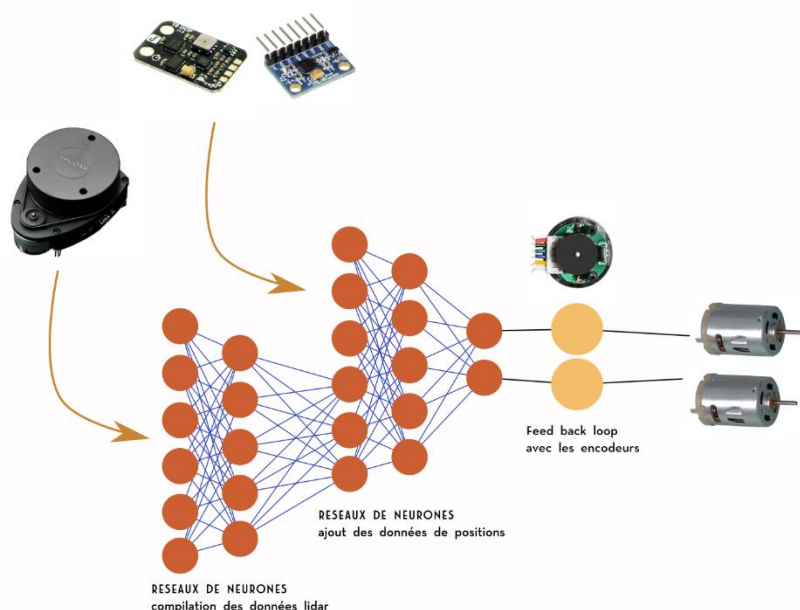 Feed back loop
avec les encodeurs
RESEAUX DE NEURONES
ajout des données de positions
RESEAUX DE NEURONES
compilation des données lidar